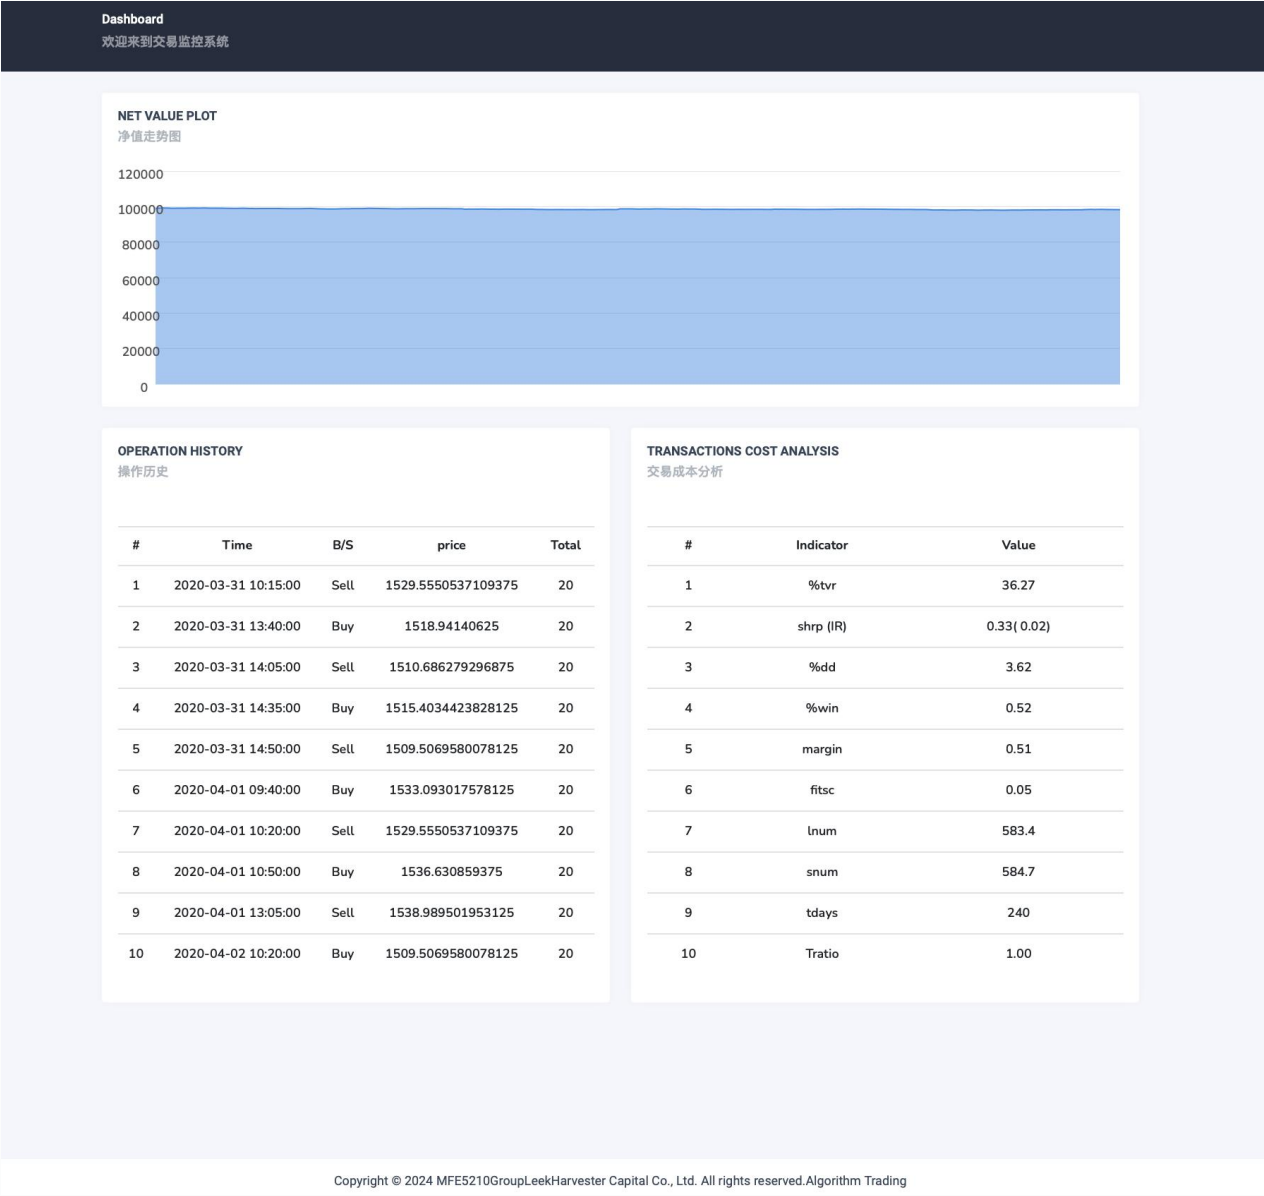 Dashboard
欢迎来到交易监控系统
NET VALUE PLOT
净值走势图
120000
100000
80000
60000
40000
20000
0
OPERATION HISTORY
操作历史
# Time B/S price Total
1 2020-03-31 10:15:00 Sell 1529.5550537109375 20
2 2020-03-31 13:40:00 Buy 1518.94140625 20
3 2020-03-31 14:05:00 Sell 1510.686279296875 20
4 2020-03-31 14:35:00 Buy 1515.4034423828125 20
5 2020-03-31 14:50:00 Sell 1509.5069580078125 20
6 2020-04-01 09:40:00 Buy 1533.093017578125 20
7 2020-04-01 10:20:00 Sell 1529.5550537109375 20
8 2020-04-01 10:50:00 Buy 1536.630859375 20
9 2020-04-01 13:05:00 Sell 1538.989501953125 20
10 2020-04-02 10:20:00 Buy 1509.5069580078125 20
TRANSACTIONS COST ANALYSIS
交易成本分析
# Indicator Value
1 %tvr 36.27
2 shrp (IR) 0.33( 0.02)
3 %dd 3.62
4 %win 0.52
5 margin 0.51
6 fitsc 0.05
7 lnum 583.4
8 snum 584.7
9 tdays 240
10 Tratio 1.00
Copyright © 2024 MFE5210GroupLeekHarvester Capital Co., Ltd. All rights reserved.Algorithm Trading